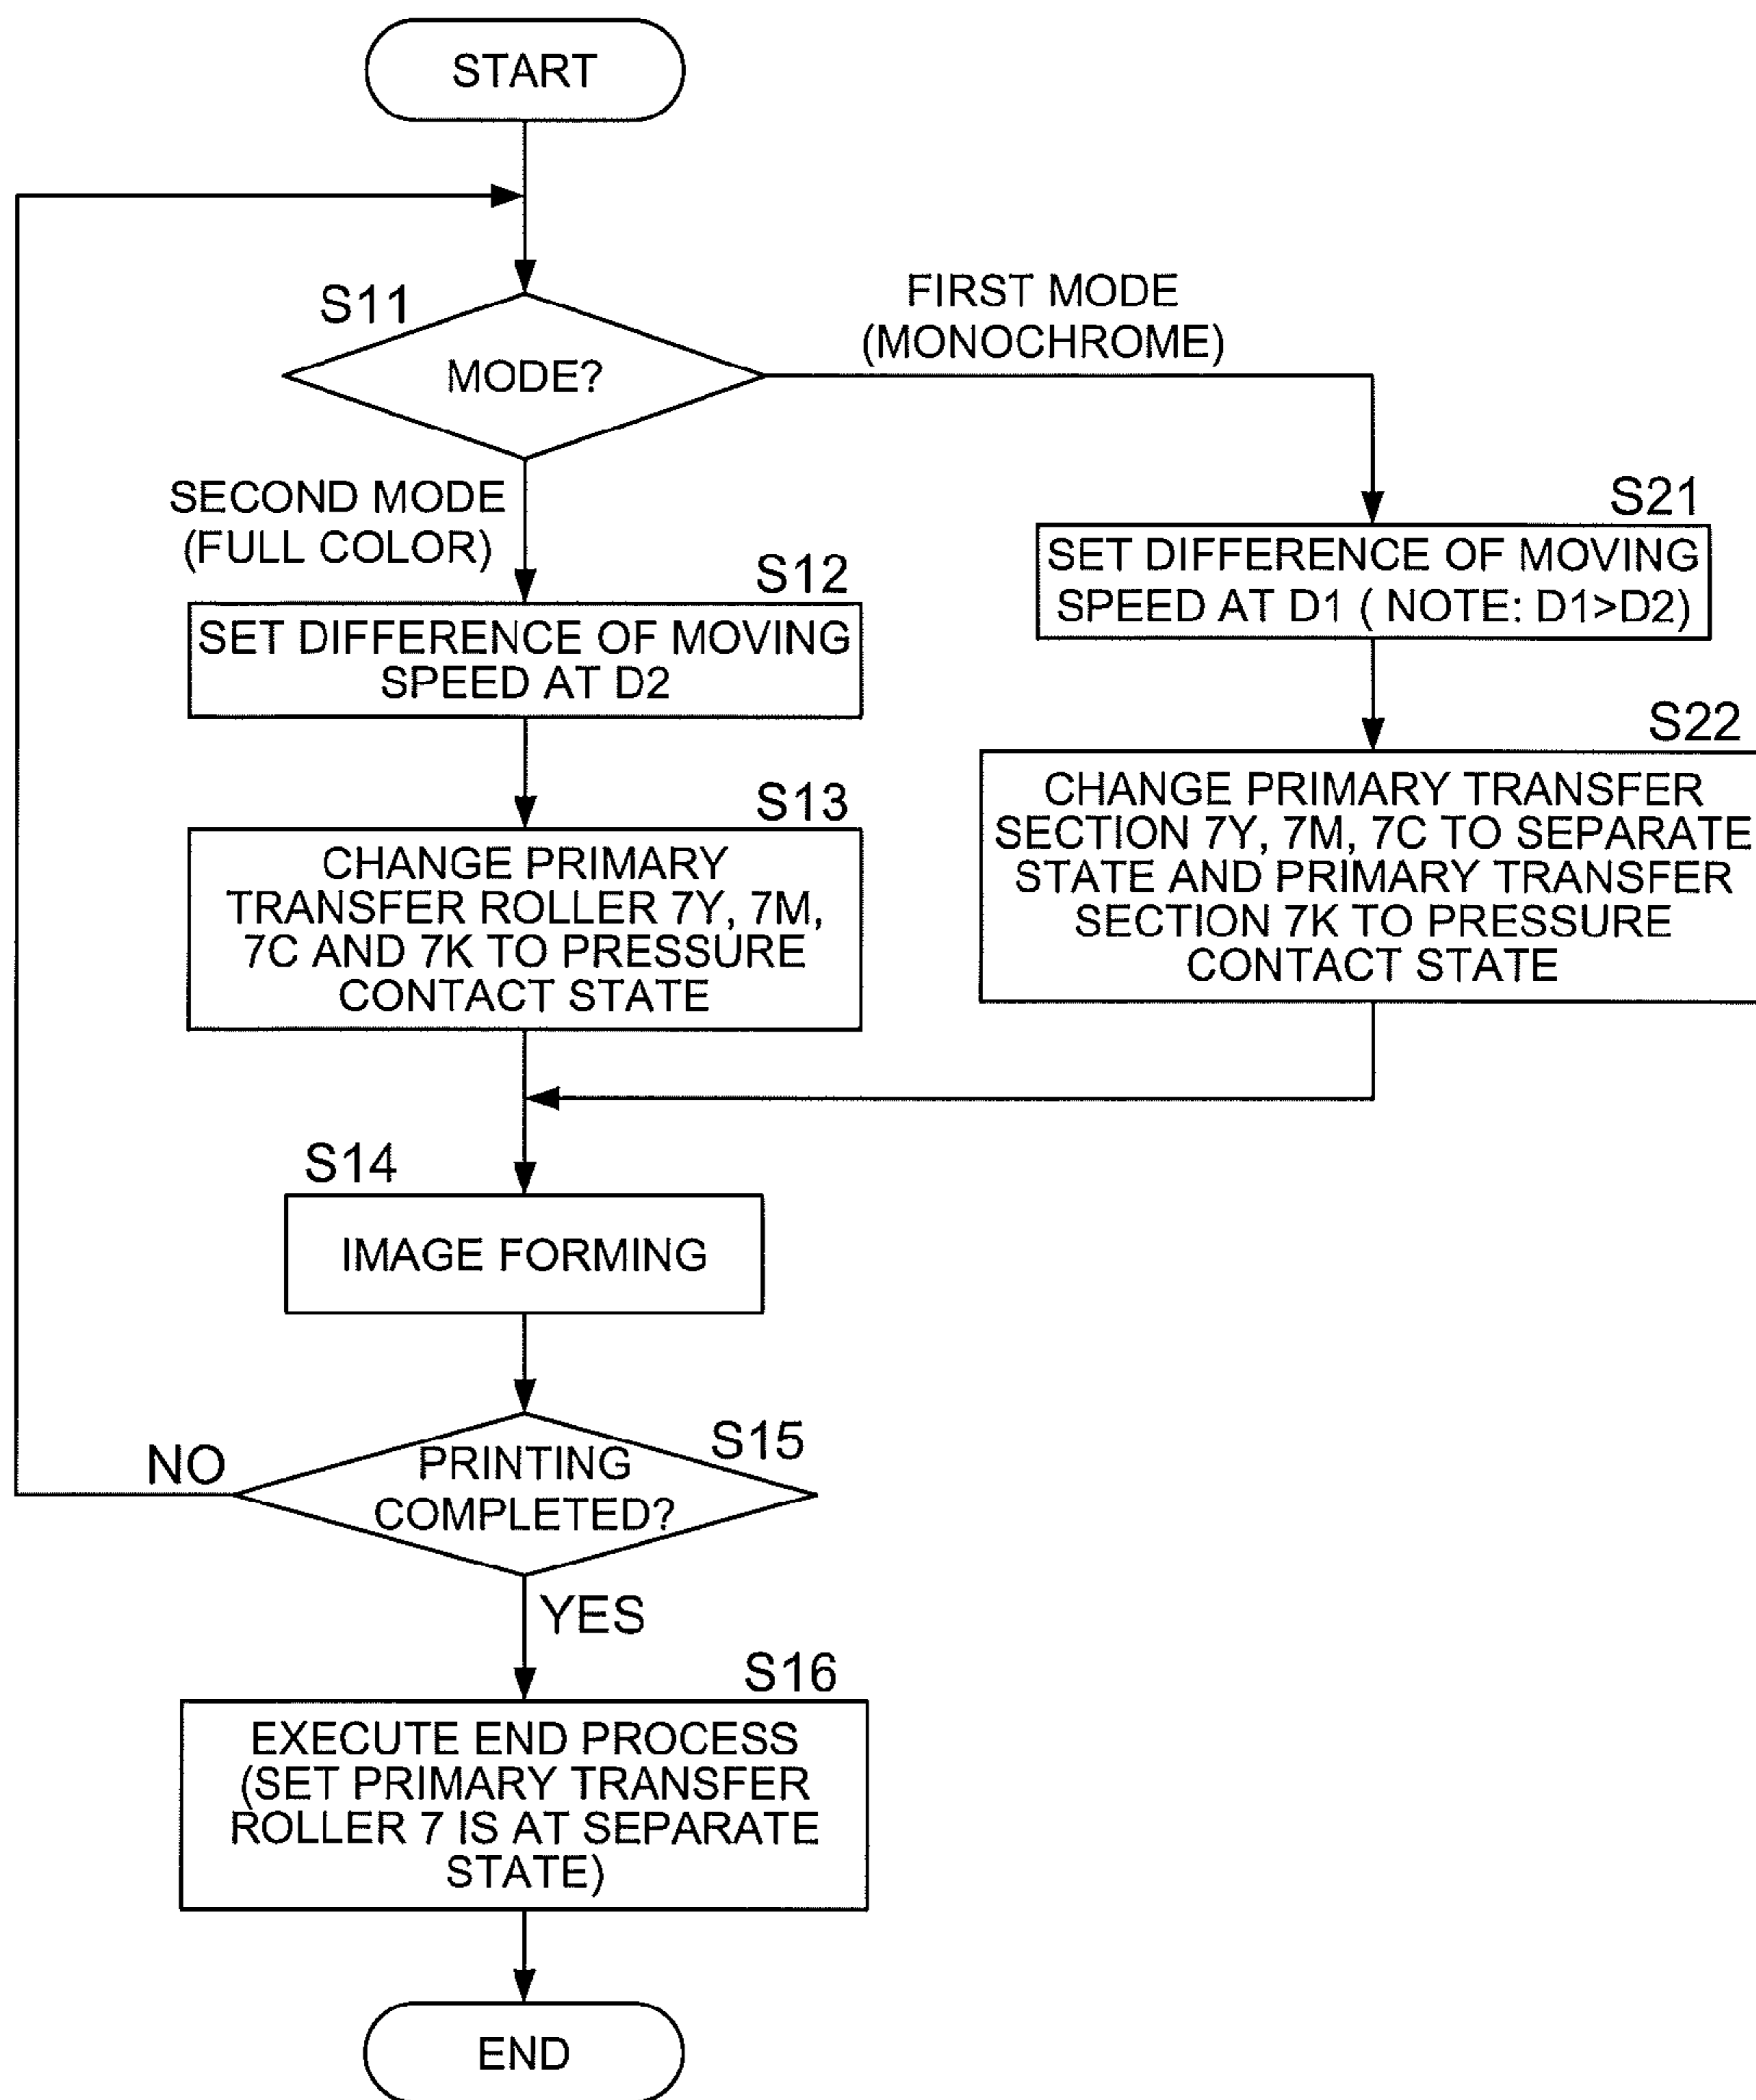 START
S11
MODE?
FIRST MODE
(MONOCHROME)
SECOND MODE
(FULL COLOR)
S12
SET DIFFERENCE OF MOVING
SPEED AT D2
S21
SET DIFFERENCE OF MOVING
SPEED AT D1 ( NOTE: D1>D2)
S13
CHANGE PRIMARY
TRANSFER ROLLER 7Y, 7M,
7C AND 7K TO PRESSURE
CONTACT STATE
S22
CHANGE PRIMARY TRANSFER
SECTION 7Y, 7M, 7C TO SEPARATE
STATE AND PRIMARY TRANSFER
SECTION 7K TO PRESSURE
CONTACT STATE
S14
IMAGE FORMING
S15
PRINTING
COMPLETED?
NO
YES
S16
EXECUTE END PROCESS
(SET PRIMARY TRANSFER
ROLLER 7 IS AT SEPARATE
STATE)
END